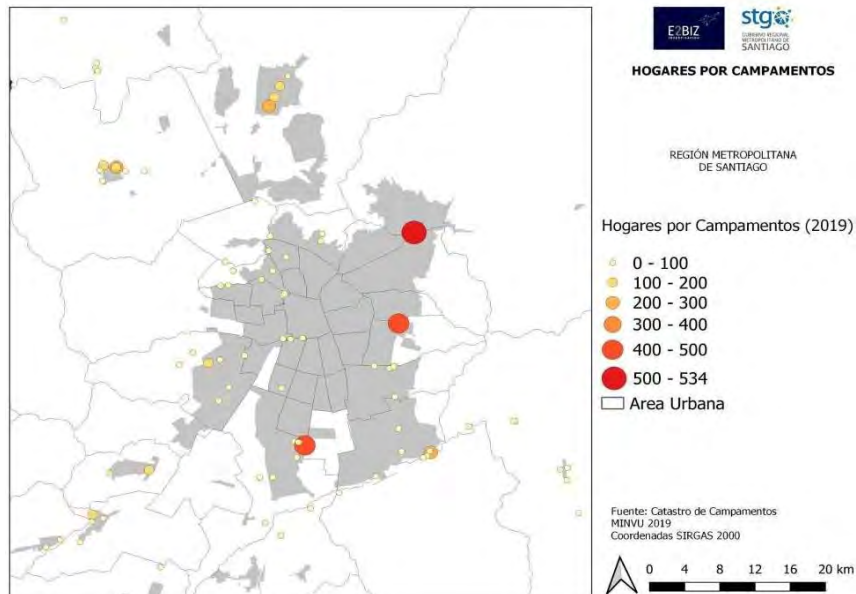 E2BIZ
stgo
GOBIERNO REGIONAL
METROPOLITANO DE
SANTIAGO
HOGARES POR CAMPAMENTOS
REGIÓN METROPOLITANA
DE SANTIAGO
Hogares por Campamentos (2019)
0 - 100
100 - 200
200 - 300
300 - 400
400 - 500
500 - 534
Area Urbana
Fuente: Catastro de Campamentos
MINVU 2019
Coordenadas SIRGAS 2000
0 4 8 12 16 20 km